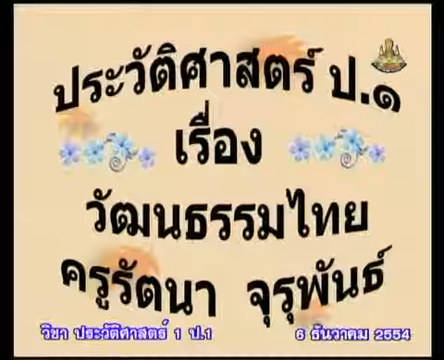 ประวัติศาสตร์ ป.๑
เรื่อง
วัฒนธรรมไทย
ครูรัตนา จุรุพันธ์
วิชา ประวัติศาสตร์ 1 ป.1
6 ธันวาคม 2554